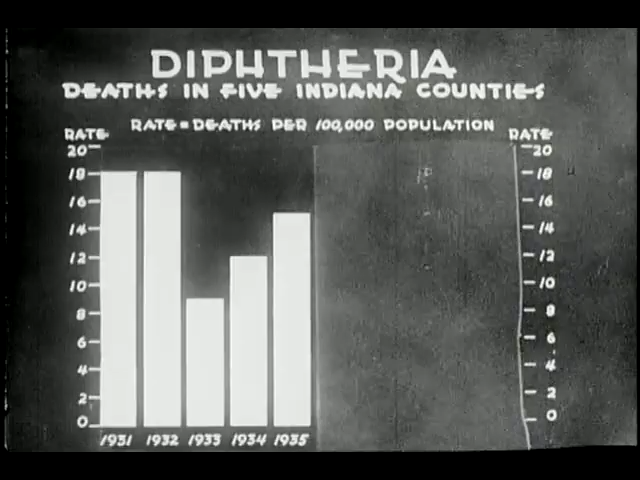 DIPHTHERIA
DEATHS IN FIVE INDIANA COUNTIES
RATE = DEATHS PER 100,000 POPULATION
RATE RATE
20 20
18 18
16 16
14 14
12 12
10 10
8 8
6 6
4 4
2 2
0 0
1931 1932 1933 1934 1935